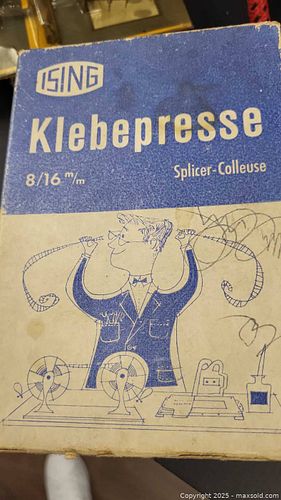 ISING
Klebepresse
8/16 m/m
Splicer-Colleuse
Copyright © 2025 - maxsold.com